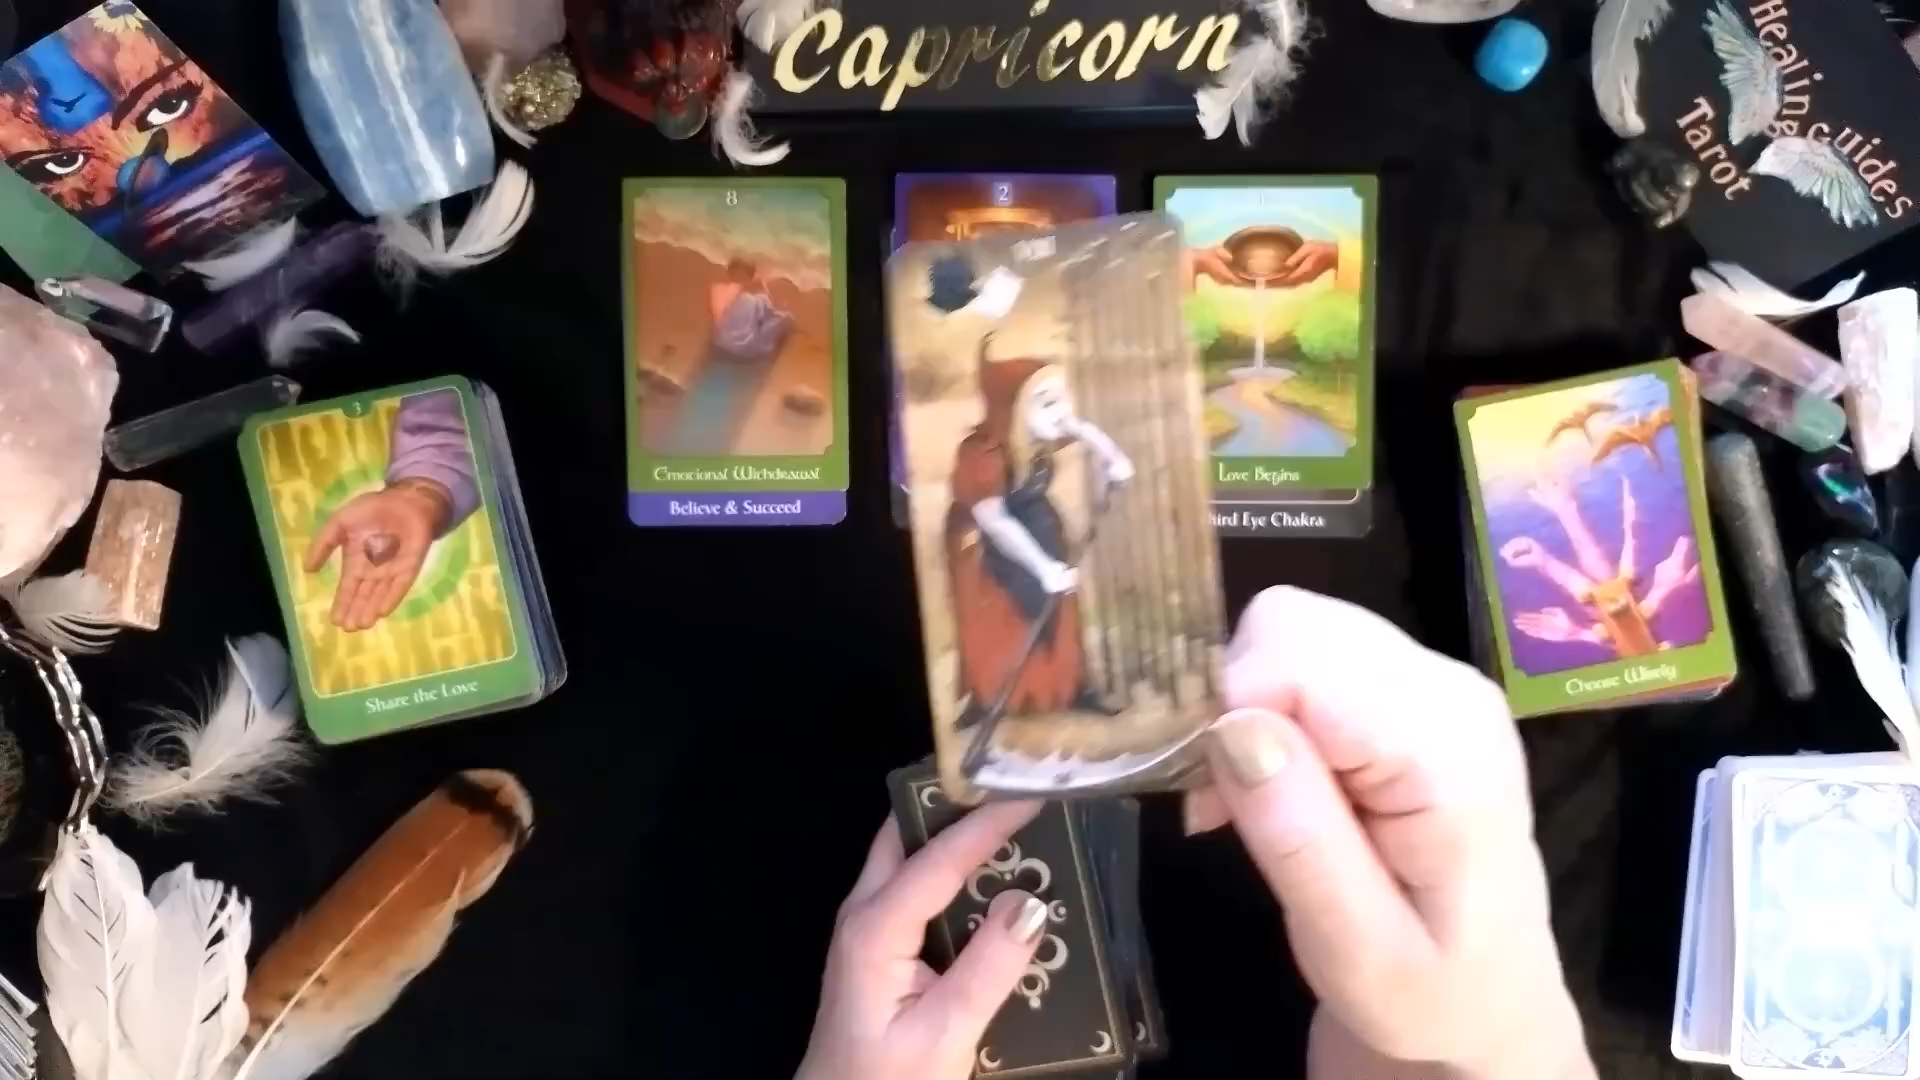 Capricorn
Healing Guides
Tarot
8
Emotional Withdrawal
Believe & Succeed
2
Love Begins
hird Eye Chakra
3
Share the Love
Choose Wisely